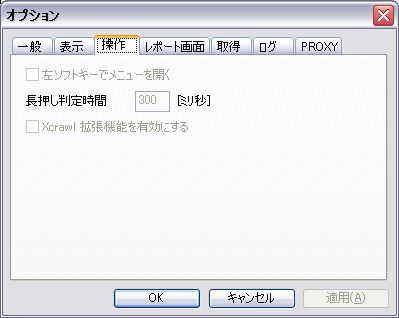 オプション
一般 表示 操作 レポート画面 取得 ログ PROXY
左ソフトキーでメニューを開く
長押し判定時間 300 [ミリ秒]
Xcrawl 拡張機能を有効にする
OK キャンセル 適用(A)